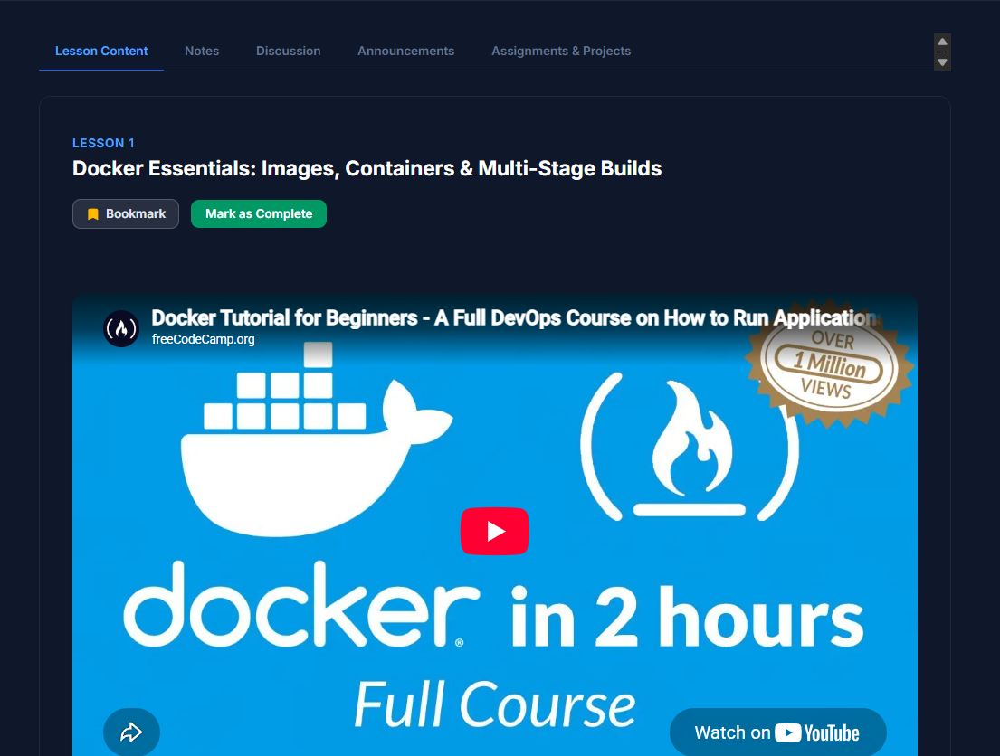 Lesson Content
Notes
Discussion
Announcements
Assignments & Projects
LESSON 1
Docker Essentials: Images, Containers & Multi-Stage Builds
Bookmark
Mark as Complete
Docker Tutorial for Beginners - A Full DevOps Course on How to Run Application
freeCodeCamp.org
OVER
1 Million
VIEWS
docker® in 2 hours
Full Course
Watch on YouTube